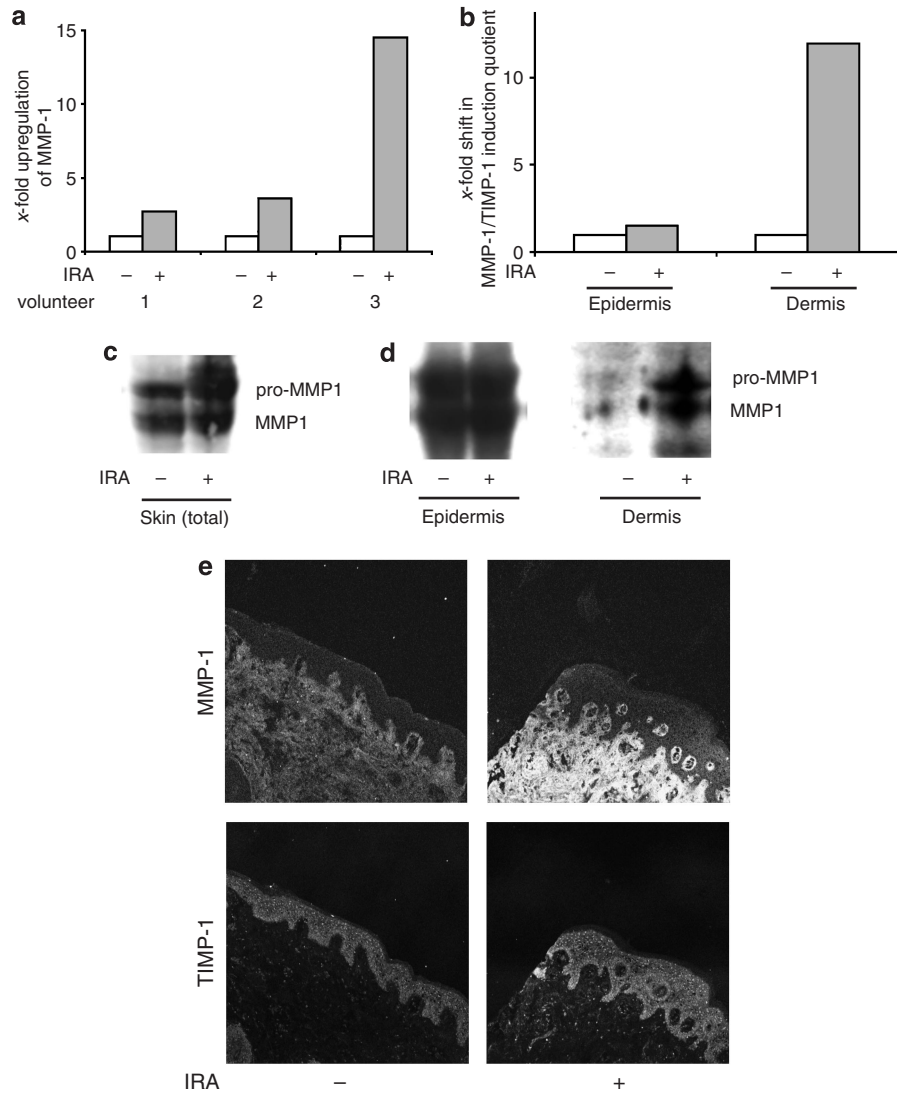 a
x-fold upregulation
of MMP-1
15
10
5
0
IRA – + – + – +
volunteer 1 2 3
b
x-fold shift in
MMP-1/TIMP-1 induction quotient
10
5
0
IRA – + – +
Epidermis Dermis
c
pro-MMP1
MMP1
IRA – +
Skin (total)
d
pro-MMP1
MMP1
IRA – + – +
Epidermis Dermis
e
MMP-1
TIMP-1
IRA – +